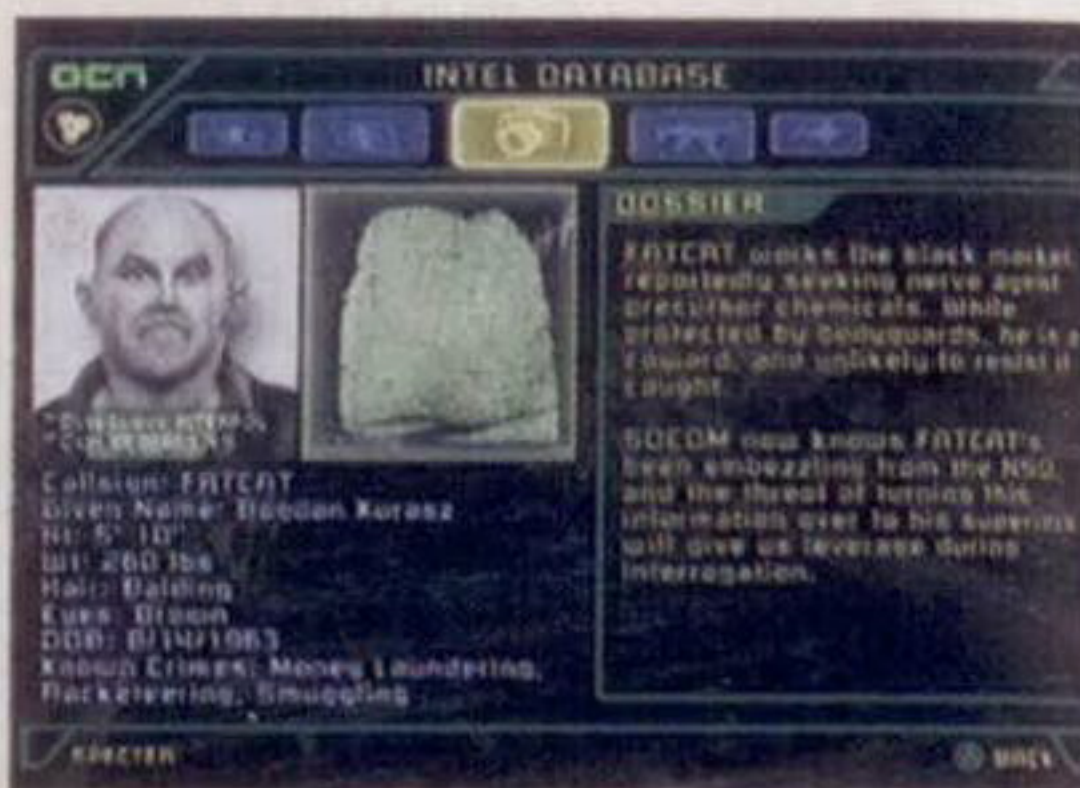 OCN
INTEL DATABASE
DOSSIER
FATCAT works the black market
reportedly seeking nerve agent
precursor chemicals. While
protected by bodyguards, he is a
coward, and unlikely to resist if
caught.
SOCOM now knows FATCAT's
been embezzling from the NSO,
and the threat of turning this
information over to his superiors
will give us leverage during
interrogation.
Callsign: FATCAT
Given Name: Bogdan Kurasz
Ht: 5' 10"
Wt: 260 lbs
Hair: Balding
Eyes: Brown
DOB: 8/14/1963
Known Crimes: Money Laundering,
Racketeering, Smuggling
SPECTER
BACK